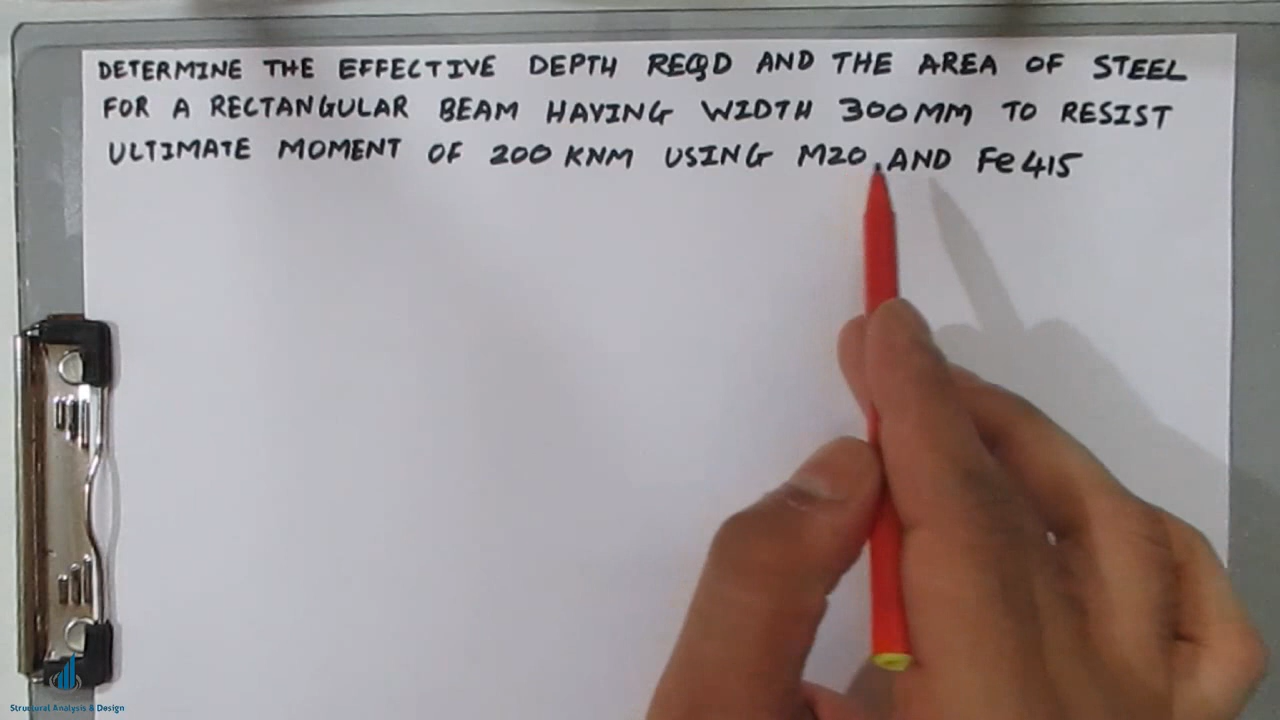 DETERMINE THE EFFECTIVE DEPTH REQD AND THE AREA OF STEEL
FOR A RECTANGULAR BEAM HAVING WIDTH 300MM TO RESIST
ULTIMATE MOMENT OF 200 KNM USING M20 AND Fe415
Structural Analysis & Design